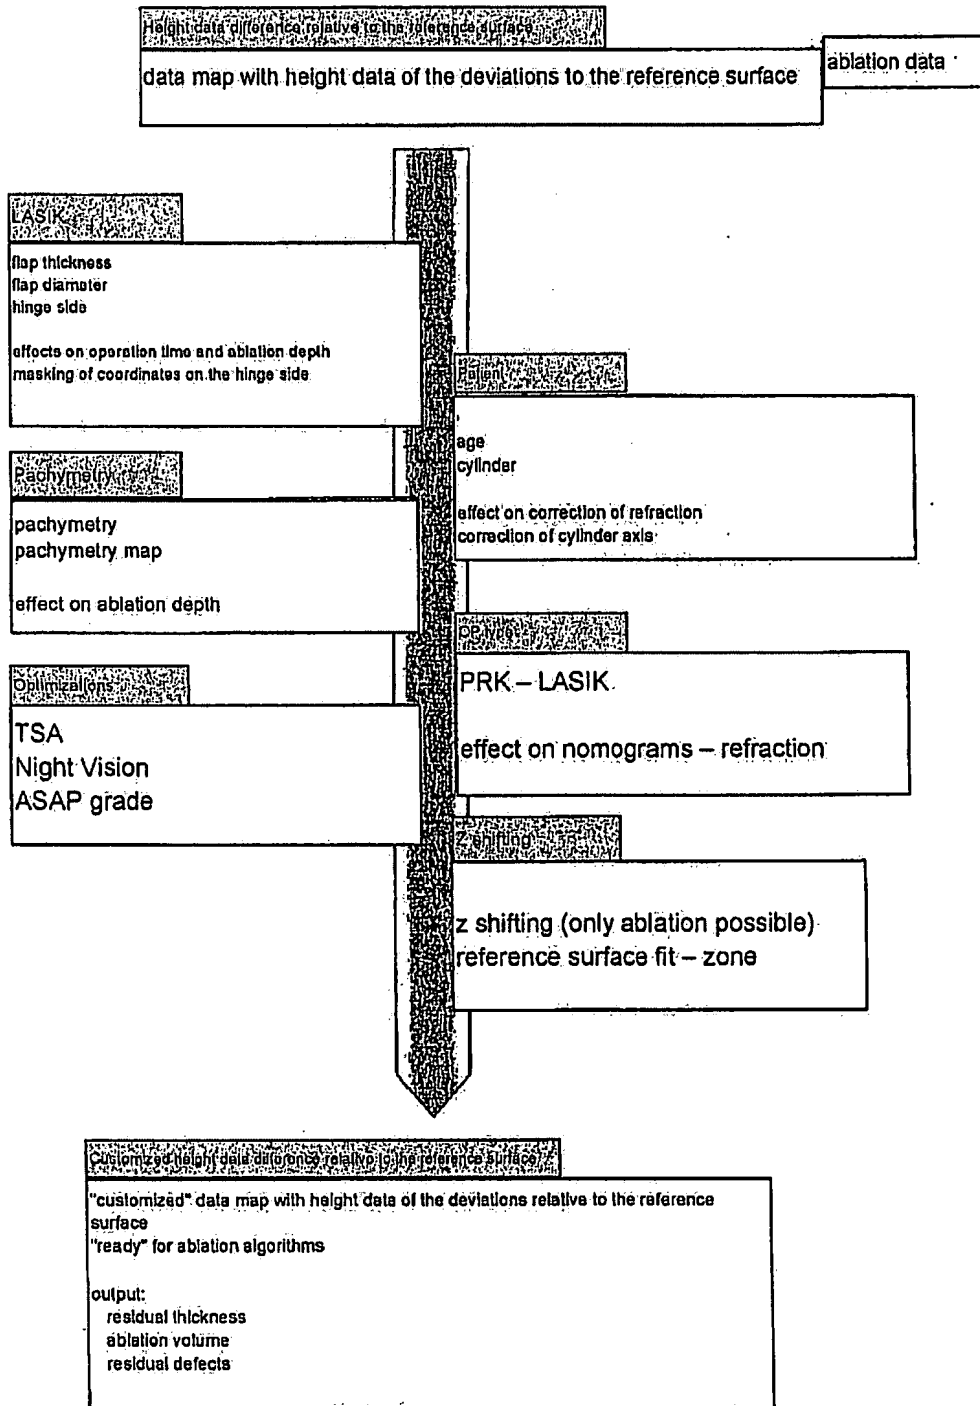 Height data difference relative to the reference surface
data map with height data of the deviations to the reference surface
ablation data
LASIK
flap thickness
flap diameter
hinge side
effects on operation time and ablation depth
masking of coordinates on the hinge side
Patient
age
cylinder
effect on correction of refraction
correction of cylinder axis
Pachymetry
pachymetry
pachymetry map
effect on ablation depth
OP type
PRK – LASIK
effect on nomograms – refraction
Optimizations
TSA
Night Vision
ASAP grade
Z shifting
z shifting (only ablation possible)
reference surface fit – zone
Customized height data difference relative to the reference surface
"customized" data map with height data of the deviations relative to the reference
surface
"ready" for ablation algorithms
output:
residual thickness
ablation volume
residual defects